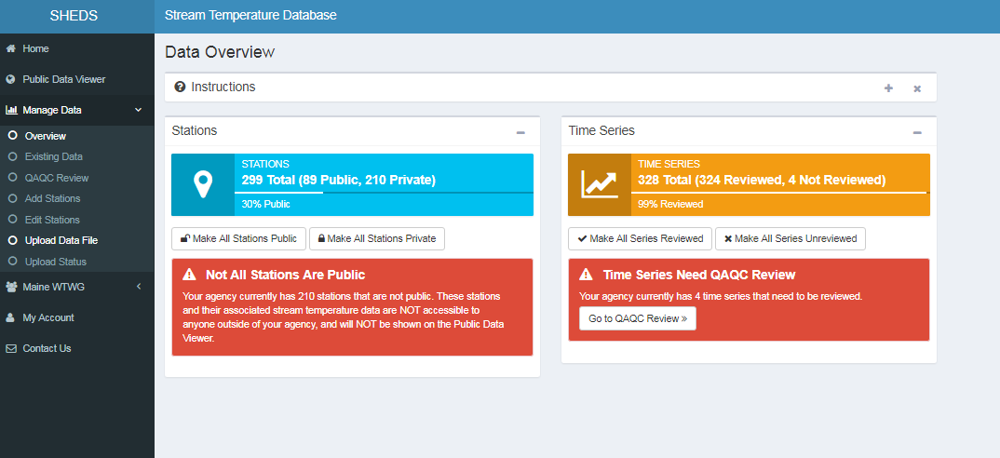 SHEDS
Stream Temperature Database
Home
Public Data Viewer
Manage Data
Overview
Existing Data
QAQC Review
Add Stations
Edit Stations
Upload Data File
Upload Status
Maine WTWG
My Account
Contact Us
Data Overview
Instructions
Stations
STATIONS
299 Total (89 Public, 210 Private)
30% Public
Make All Stations Public
Make All Stations Private
Not All Stations Are Public
Your agency currently has 210 stations that are not public. These stations
and their associated stream temperature data are NOT accessible to
anyone outside of your agency, and will NOT be shown on the Public Data
Viewer.
Time Series
TIME SERIES
328 Total (324 Reviewed, 4 Not Reviewed)
99% Reviewed
Make All Series Reviewed
Make All Series Unreviewed
Time Series Need QAQC Review
Your agency currently has 4 time series that need to be reviewed.
Go to QAQC Review »